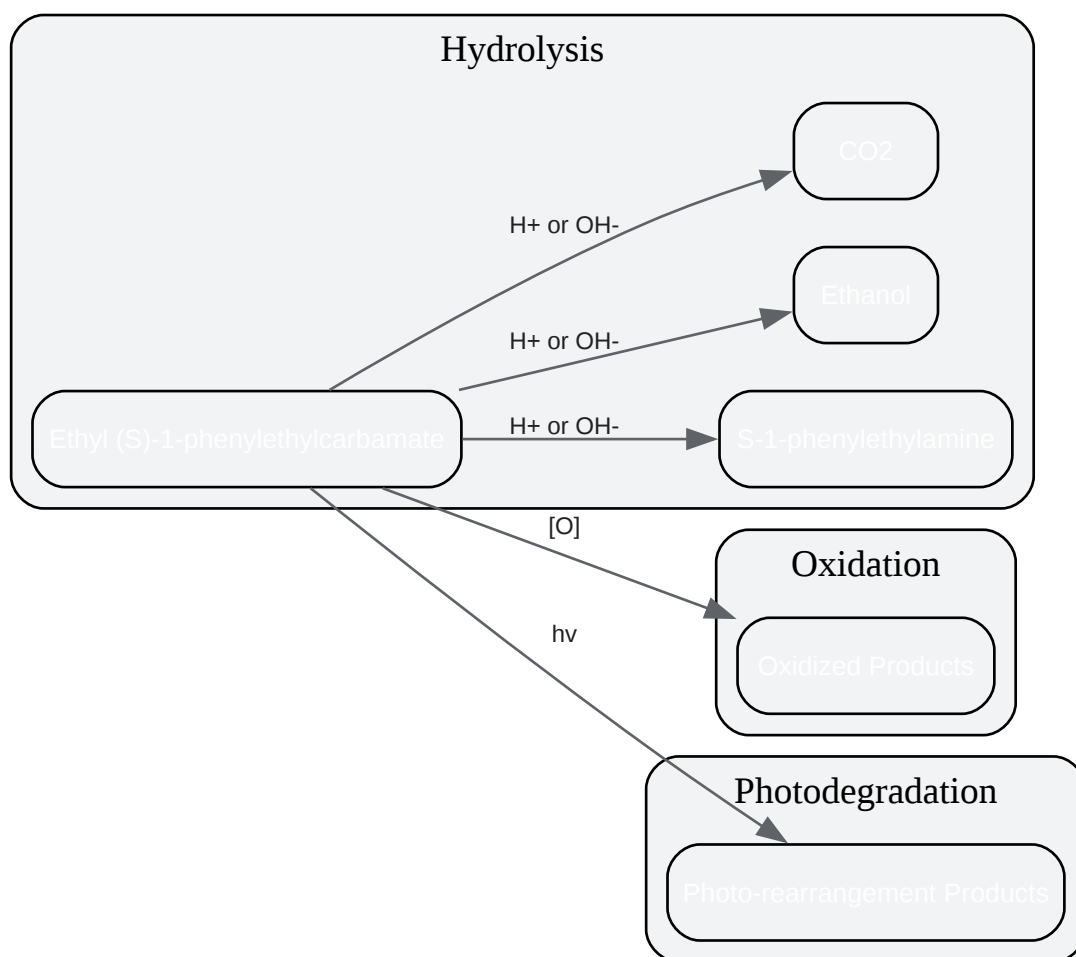 Hydrolysis
CO2
H+ or OH-
Ethanol
H+ or OH-
Ethyl (S)-1-phenylethylcarbamate
H+ or OH-
S-1-phenylethylamine
[O]
Oxidation
hv
Oxidized Products
Photodegradation
Photo-rearrangement Products